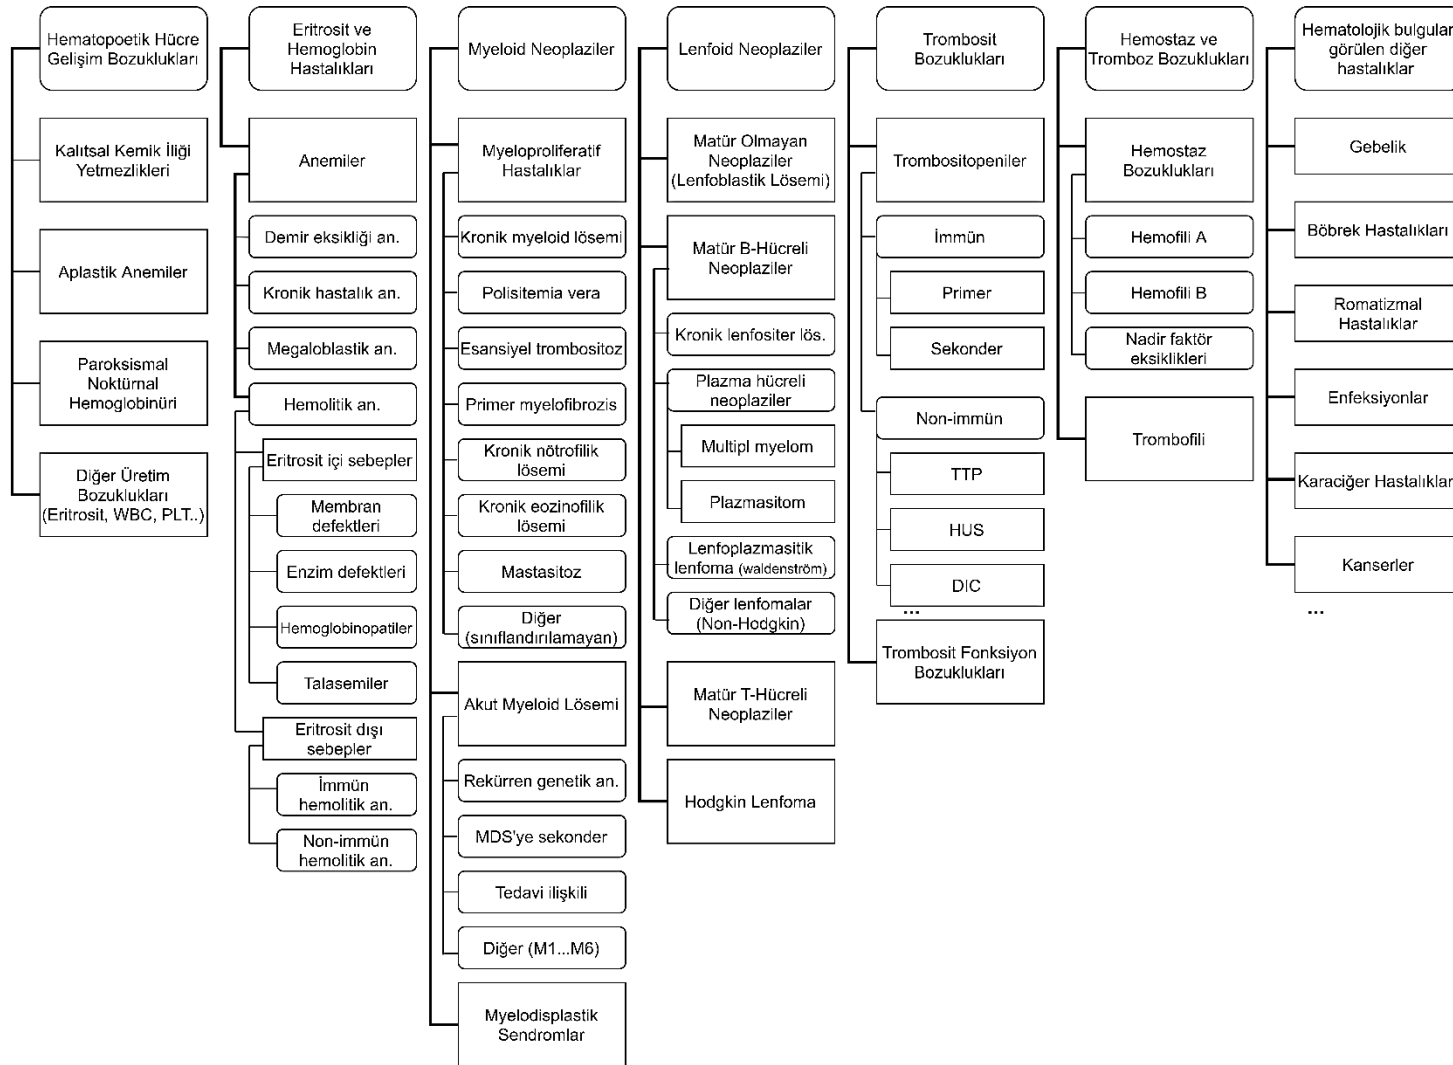 Hematopoetik Hücre
Gelişim Bozuklukları
Kalıtsal Kemik İliği
Yetmezlikleri
Aplastik Anemiler
Paroksismal
Noktürnal
Hemoglobinüri
Diğer Üretim
Bozuklukları
(Eritrosit, WBC, PLT..)
Eritrosit ve
Hemoglobin
Hastalıkları
Anemiler
Demir eksikliği an.
Kronik hastalık an.
Megaloblastik an.
Hemolitik an.
Eritrosit içi sebepler
Membran
defektleri
Enzim defektleri
Hemoglobinopatiler
Talasemiler
Eritrosit dışı
sebepler
İmmün
hemolitik an.
Non-immün
hemolitik an.
Myeloid Neoplaziler
Myeloproliferatif
Hastalıklar
Kronik myeloid lösemi
Polisitemia vera
Esansiyel trombositoz
Primer myelofibrozis
Kronik nötrofilik
lösemi
Kronik eozinofilik
lösemi
Mastasitoz
Diğer
(sınıflandırılamayan)
Akut Myeloid Lösemi
Rekürren genetik an.
MDS'ye sekonder
Tedavi ilişkili
Diğer (M1...M6)
Myelodisplastik
Sendromlar
Lenfoid Neoplaziler
Matür Olmayan
Neoplaziler
(Lenfoblastik Lösemi)
Matür B-Hücreli
Neoplaziler
Kronik lenfositer lös.
Plazma hücreli
neoplaziler
Multipl myelom
Plazmasitom
Lenfoplazmasitik
lenfoma (waldenström)
Diğer lenfomalar
(Non-Hodgkin)
Matür T-Hücreli
Neoplaziler
Hodgkin Lenfoma
Trombosit
Bozuklukları
Trombositopeniler
İmmün
Primer
Sekonder
Non-immün
TTP
HUS
DIC
...
Trombosit Fonksiyon
Bozuklukları
Hemostaz ve
Tromboz Bozuklukları
Hemostaz
Bozuklukları
Hemofili A
Hemofili B
Nadir faktör
eksiklikleri
Trombofili
Hematolojik bulgular
görülen diğer
hastalıklar
Gebelik
Böbrek Hastalıkları
Romatizmal
Hastalıklar
Enfeksiyonlar
Karaciğer Hastalıkları
Kanserler
...